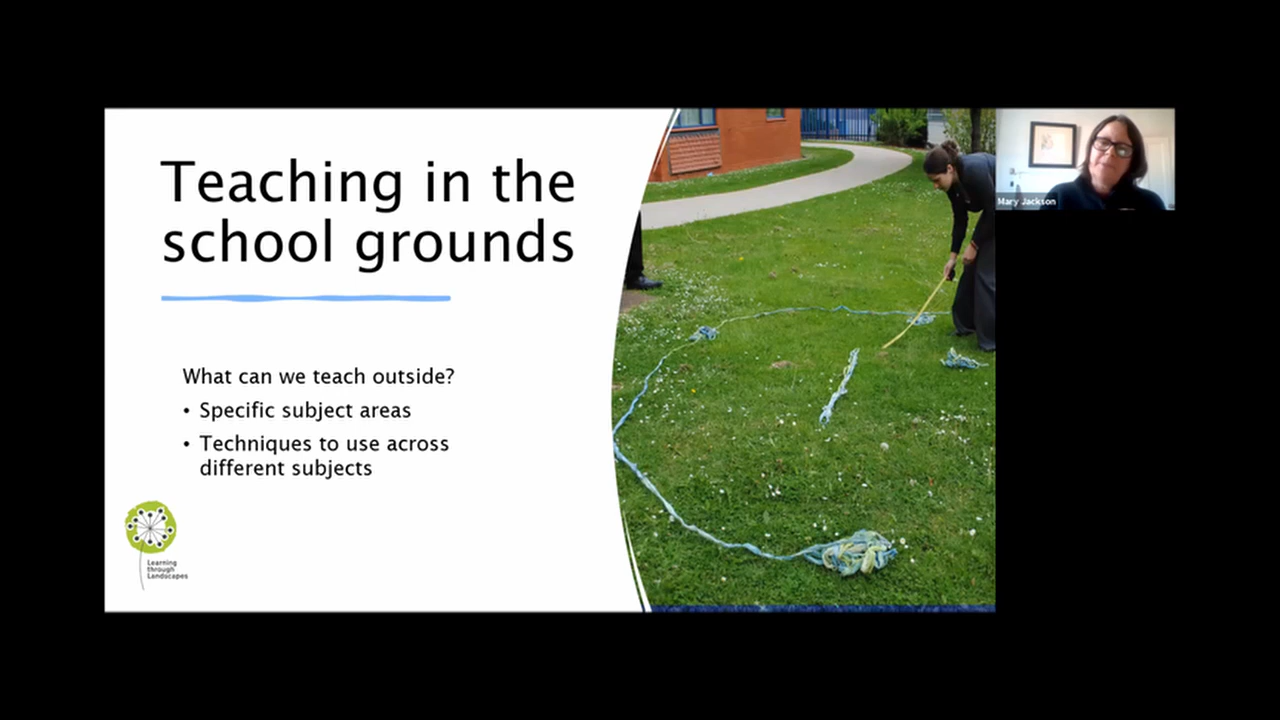 Teaching in the
school grounds
What can we teach outside?
• Specific subject areas
• Techniques to use across
different subjects
Learning
through
Landscapes
Mary Jackson